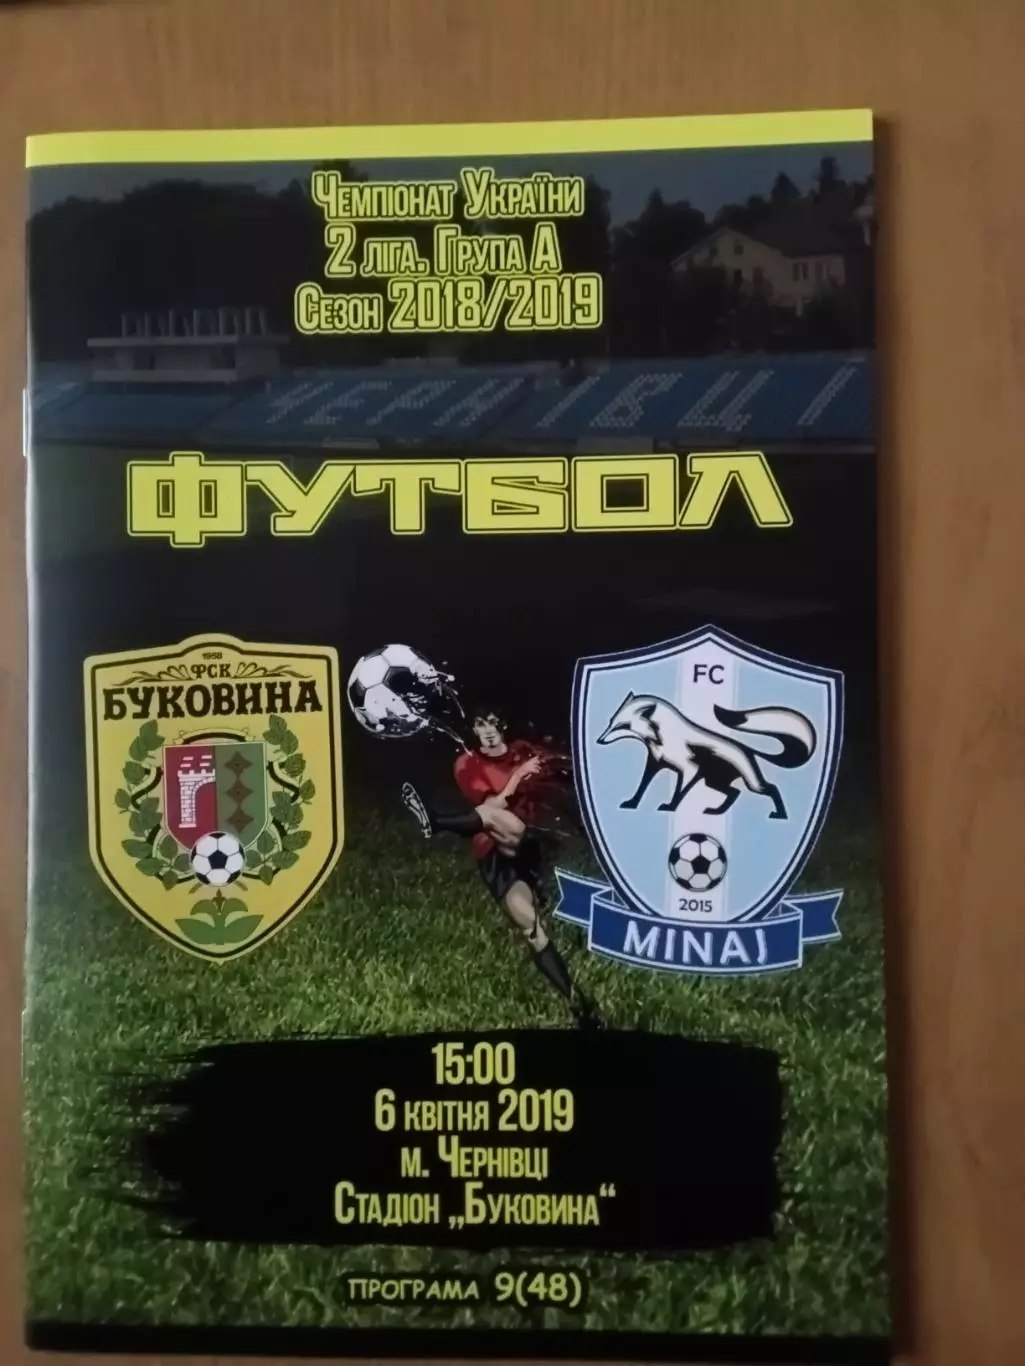 Чемпіонат України
2 ліга. Група А
Сезон 2018/2019
ЧЕРНІВЦІ
ФУТБОЛ
1958
ФСК
БУКОВИНА
FC
2015
MINAJ
15:00
6 квітня 2019
м. Чернівці
Стадіон „Буковина“
ПРОГРАМА 9(48)